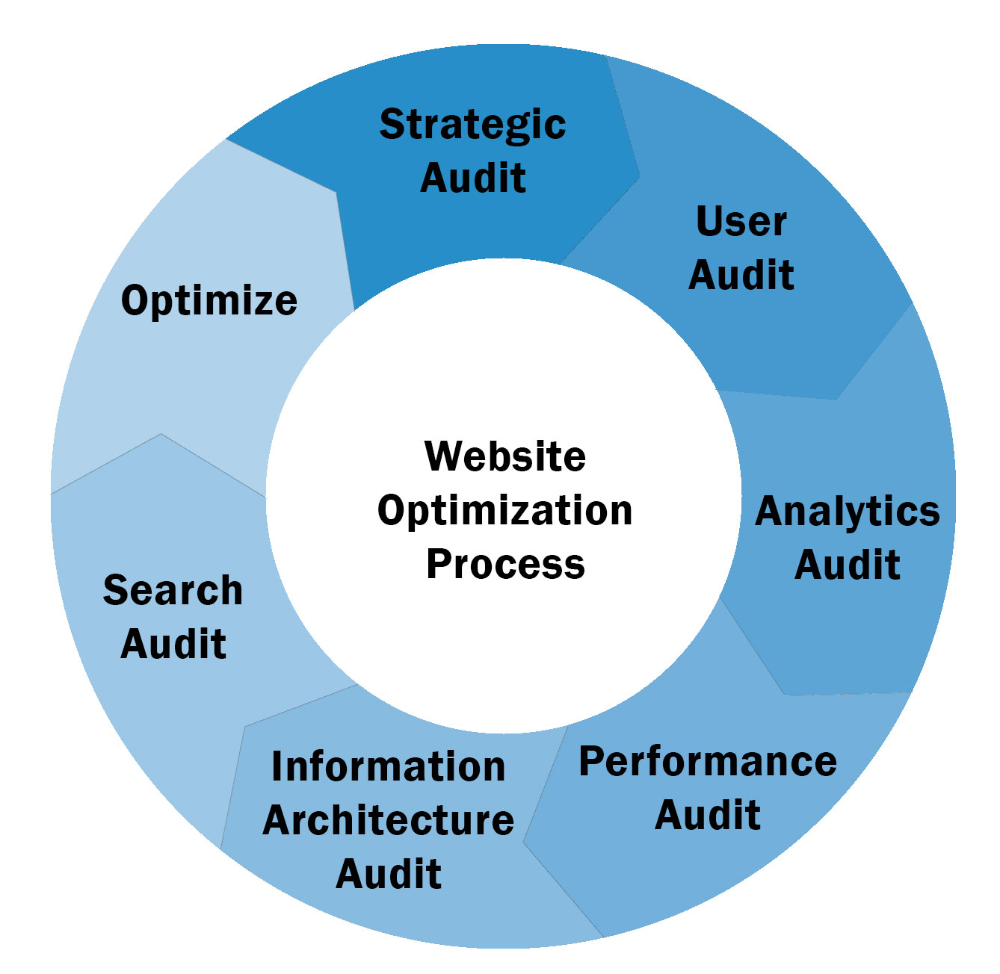 Strategic
Audit
User
Audit
Analytics
Audit
Performance
Audit
Information
Architecture
Audit
Search
Audit
Optimize
Website
Optimization
Process